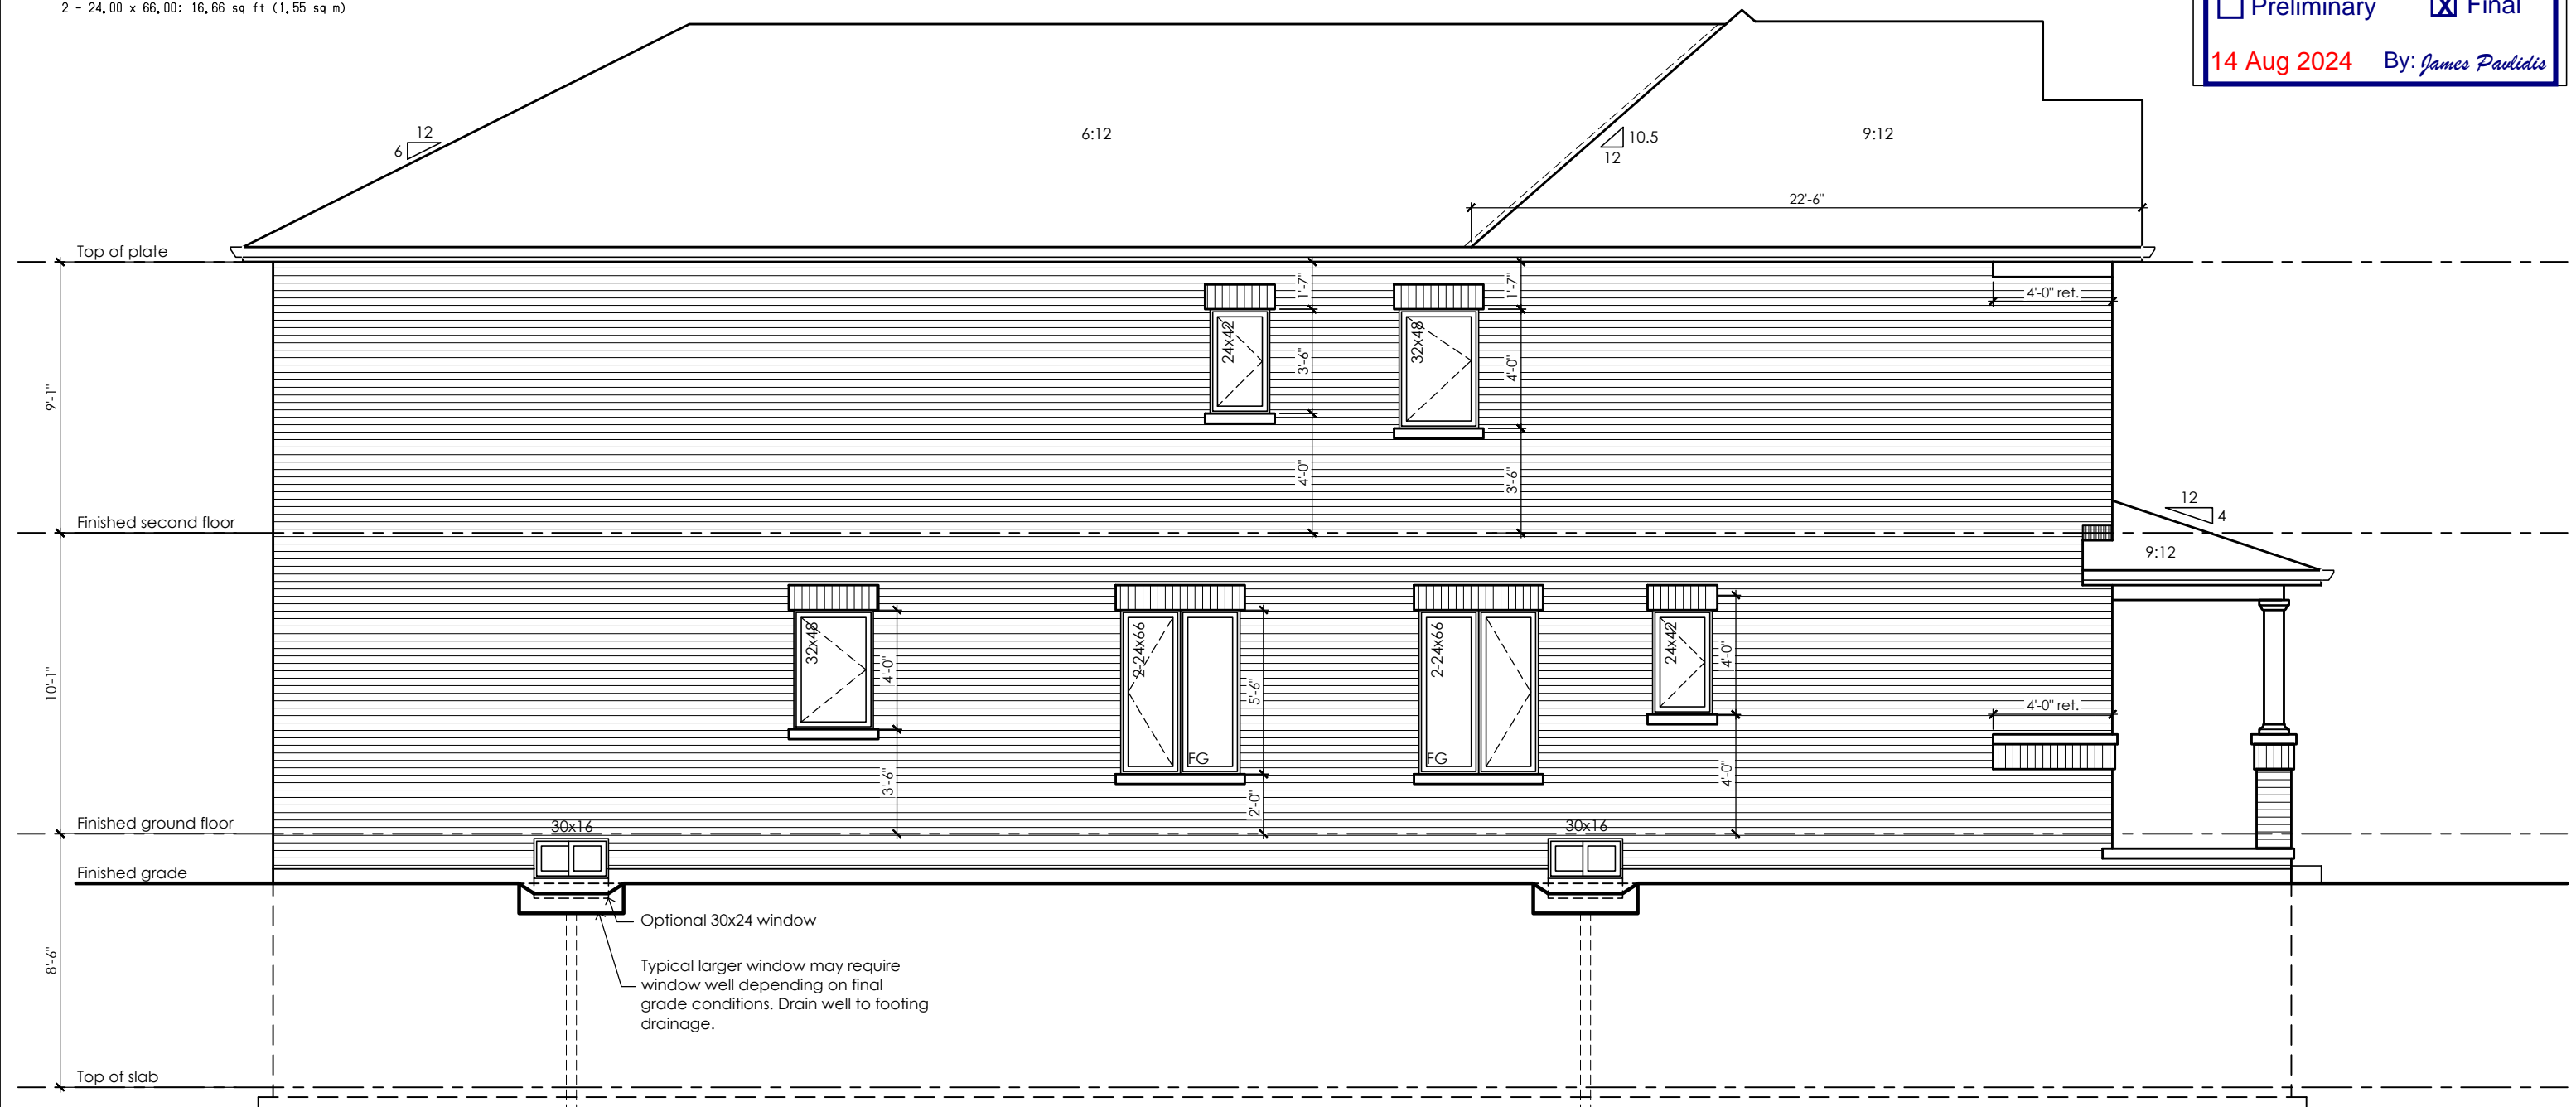 2 - 24.00 x 66.00: 16.66 sq ft (1.55 sq m)
Preliminary
X Final
14 Aug 2024
By: James Pavlidis
12
6
6:12
10.5
12
9:12
22'-6"
Top of plate
1'-7"
1'-7"
4'-0" ret.
24x42
32x48
3'-6"
4'-0"
9'-1"
4'-0"
3'-6"
Finished second floor
12
4
9:12
32x48
2-24x66
2-24x66
24x42
4'-0"
5'-6"
4'-0"
10'-1"
4'-0" ret.
FG
FG
3'-6"
2'-0"
4'-0"
Finished ground floor
30x16
30x16
Finished grade
Optional 30x24 window
8'-6"
Typical larger window may require
window well depending on final
grade conditions. Drain well to footing
drainage.
Top of slab